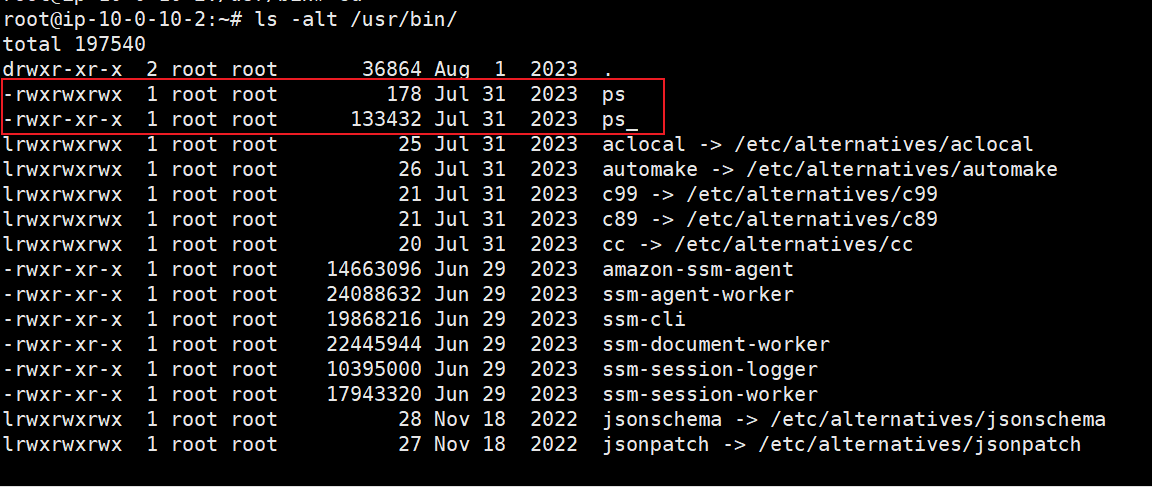 root@ip-10-0-10-2:~# ls -alt /usr/bin/
total 197540
drwxr-xr-x 2 root root 36864 Aug 1 2023 .
-rwxrwxrwx 1 root root 178 Jul 31 2023 ps
-rwxr-xr-x 1 root root 133432 Jul 31 2023 ps_
lrwxrwxrwx 1 root root 25 Jul 31 2023 aclocal -> /etc/alternatives/aclocal
lrwxrwxrwx 1 root root 26 Jul 31 2023 automake -> /etc/alternatives/automake
lrwxrwxrwx 1 root root 21 Jul 31 2023 c99 -> /etc/alternatives/c99
lrwxrwxrwx 1 root root 21 Jul 31 2023 c89 -> /etc/alternatives/c89
lrwxrwxrwx 1 root root 20 Jul 31 2023 cc -> /etc/alternatives/cc
-rwxr-xr-x 1 root root 14663096 Jun 29 2023 amazon-ssm-agent
-rwxr-xr-x 1 root root 24088632 Jun 29 2023 ssm-agent-worker
-rwxr-xr-x 1 root root 19868216 Jun 29 2023 ssm-cli
-rwxr-xr-x 1 root root 22445944 Jun 29 2023 ssm-document-worker
-rwxr-xr-x 1 root root 10395000 Jun 29 2023 ssm-session-logger
-rwxr-xr-x 1 root root 17943320 Jun 29 2023 ssm-session-worker
lrwxrwxrwx 1 root root 28 Nov 18 2022 jsonschema -> /etc/alternatives/jsonschema
lrwxrwxrwx 1 root root 27 Nov 18 2022 jsonpatch -> /etc/alternatives/jsonpatch